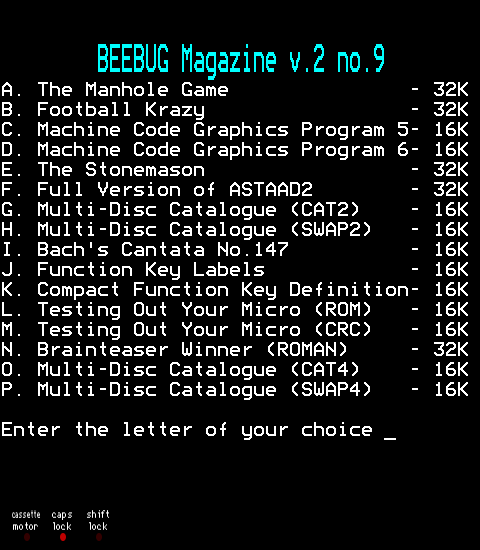 BEEBUG Magazine v.2 no.9
A. The Manhole Game - 32K
B. Football Krazy - 32K
C. Machine Code Graphics Program 5- 16K
D. Machine Code Graphics Program 6- 16K
E. The Stonemason - 32K
F. Full Version of ASTAAD2 - 32K
G. Multi-Disc Catalogue (CAT2) - 16K
H. Multi-Disc Catalogue (SWAP2) - 16K
I. Bach's Cantata No.147 - 16K
J. Function Key Labels - 16K
K. Compact Function Key Definition- 16K
L. Testing Out Your Micro (ROM) - 16K
M. Testing Out Your Micro (CRC) - 16K
N. Brainteaser Winner (ROMAN) - 32K
O. Multi-Disc Catalogue (CAT4) - 16K
P. Multi-Disc Catalogue (SWAP4) - 16K
Enter the letter of your choice _
cassette caps shift
motor lock lock